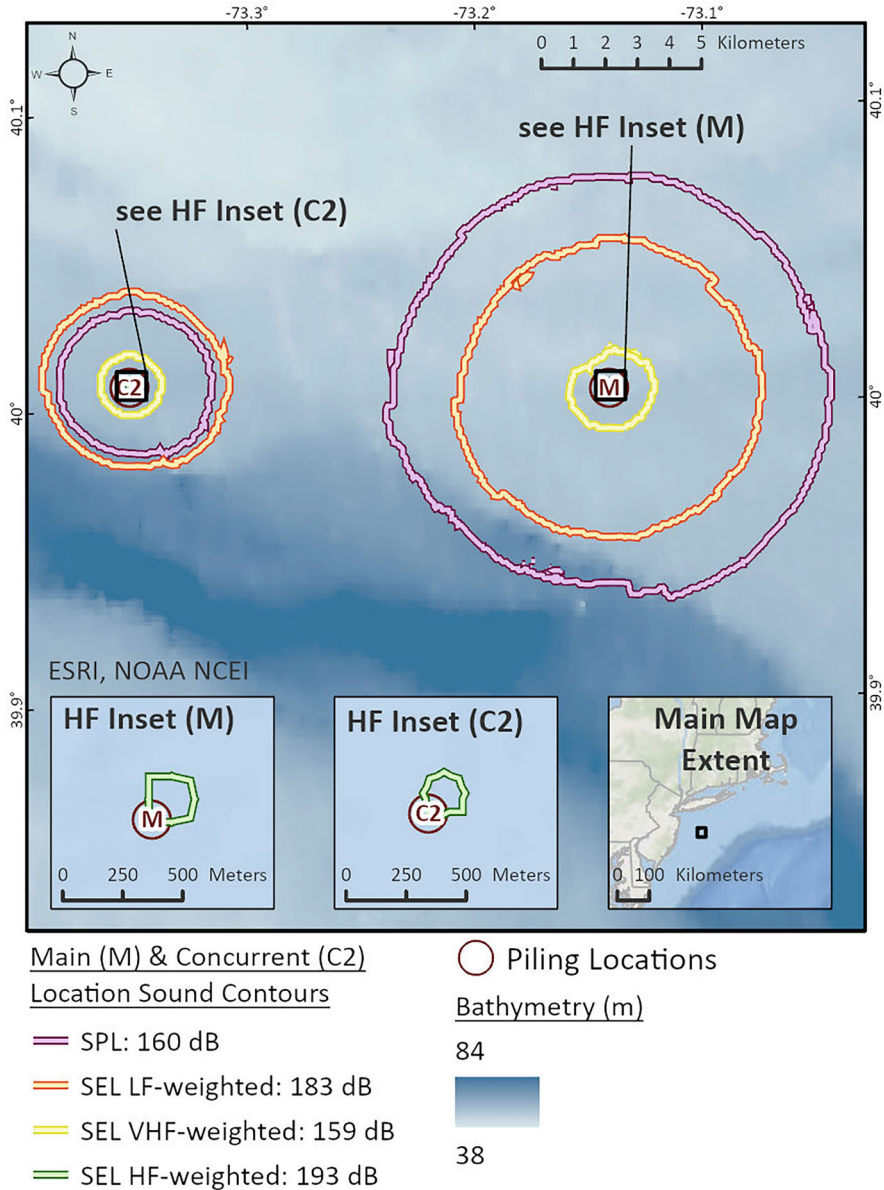 -73.3° -73.2° -73.1°
N
W E
S
0 1 2 3 4 5 Kilometers
40.1° 40.1°
see HF Inset (M)
see HF Inset (C2)
C2 M
40° 40°
39.9° 39.9°
ESRI, NOAA NCEI
HF Inset (M)
M
0 250 500 Meters
HF Inset (C2)
C2
0 250 500 Meters
Main Map
Extent
0 100 Kilometers
Main (M) & Concurrent (C2)
Location Sound Contours
SPL: 160 dB
SEL LF-weighted: 183 dB
SEL VHF-weighted: 159 dB
SEL HF-weighted: 193 dB
Piling Locations
Bathymetry (m)
84
38